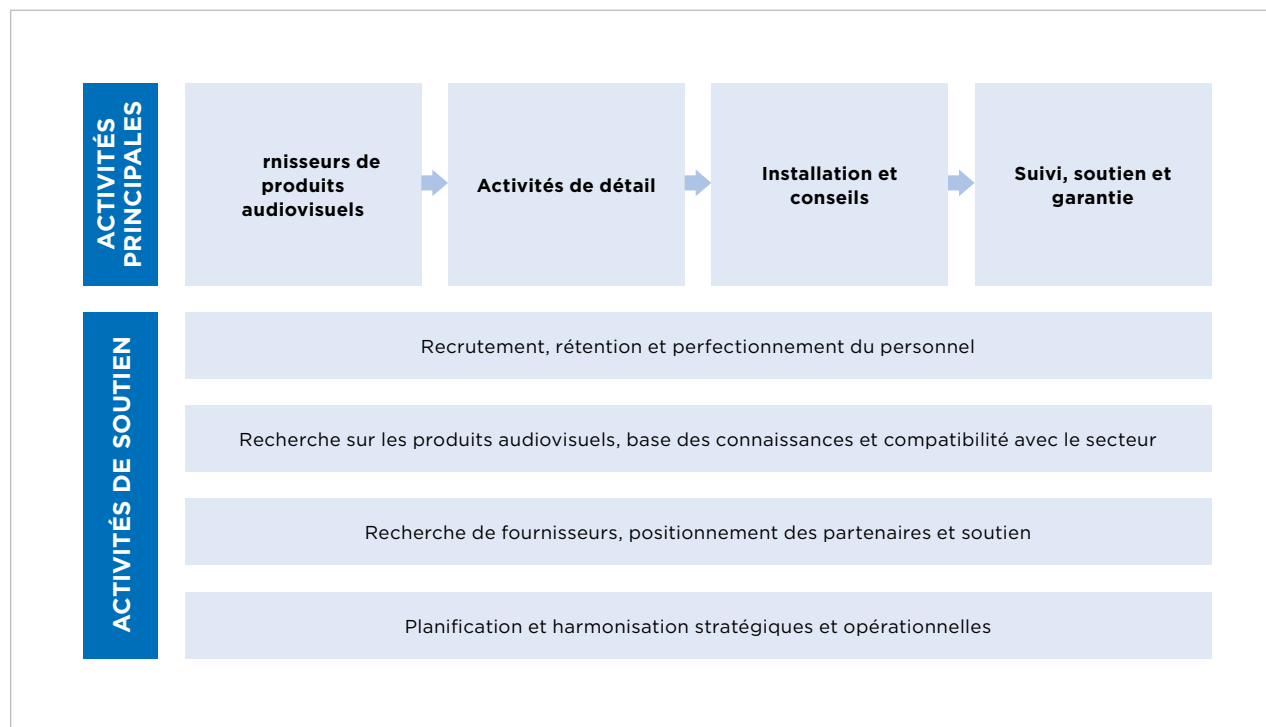 ACTIVITÉS
PRINCIPALES
rnisseurs de
produits
audiovisuels
Activités de détail
Installation et
conseils
Suivi, soutien et
garantie
ACTIVITÉS DE SOUTIEN
Recrutement, rétention et perfectionnement du personnel
Recherche sur les produits audiovisuels, base des connaissances et compatibilité avec le secteur
Recherche de fournisseurs, positionnement des partenaires et soutien
Planification et harmonisation stratégiques et opérationnelles